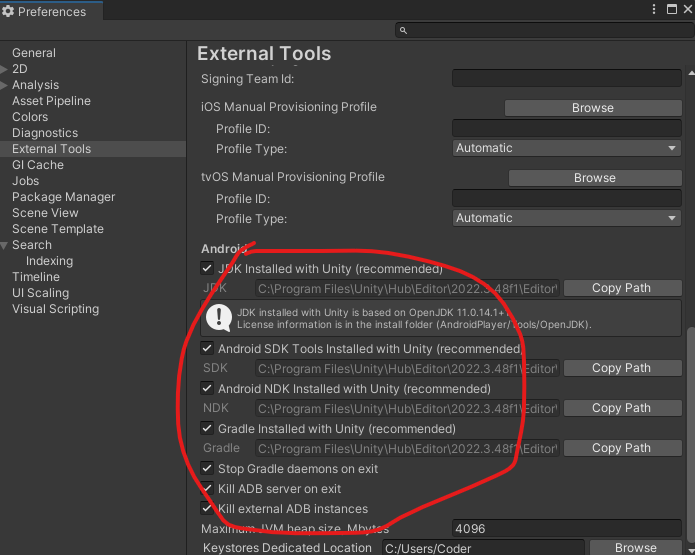 Preferences
External Tools
General
2D
Analysis
Asset Pipeline
Colors
Diagnostics
External Tools
GI Cache
Jobs
Package Manager
Scene View
Scene Template
Search
Indexing
Timeline
UI Scaling
Visual Scripting
Signing Team Id:
iOS Manual Provisioning Profile Browse
Profile ID:
Profile Type: Automatic
tvOS Manual Provisioning Profile Browse
Profile ID:
Profile Type: Automatic
Android
JDK Installed with Unity (recommended)
JDK C:\Program Files\Unity\Hub\Editor\2022.3.48f1\Editor\ Copy Path
JDK installed with Unity is based on OpenJDK 11.0.14.1+1
License information is in the install folder (AndroidPlayer/Tools/OpenJDK).
Android SDK Tools Installed with Unity (recommended)
SDK C:\Program Files\Unity\Hub\Editor\2022.3.48f1\Editor\ Copy Path
Android NDK Installed with Unity (recommended)
NDK C:\Program Files\Unity\Hub\Editor\2022.3.48f1\Editor\ Copy Path
Gradle Installed with Unity (recommended)
Gradle C:\Program Files\Unity\Hub\Editor\2022.3.48f1\Editor\ Copy Path
Stop Gradle daemons on exit
Kill ADB server on exit
Kill external ADB instances
Maximum JVM heap size, Mbytes 4096
Keystores Dedicated Location C:/Users/Coder Browse